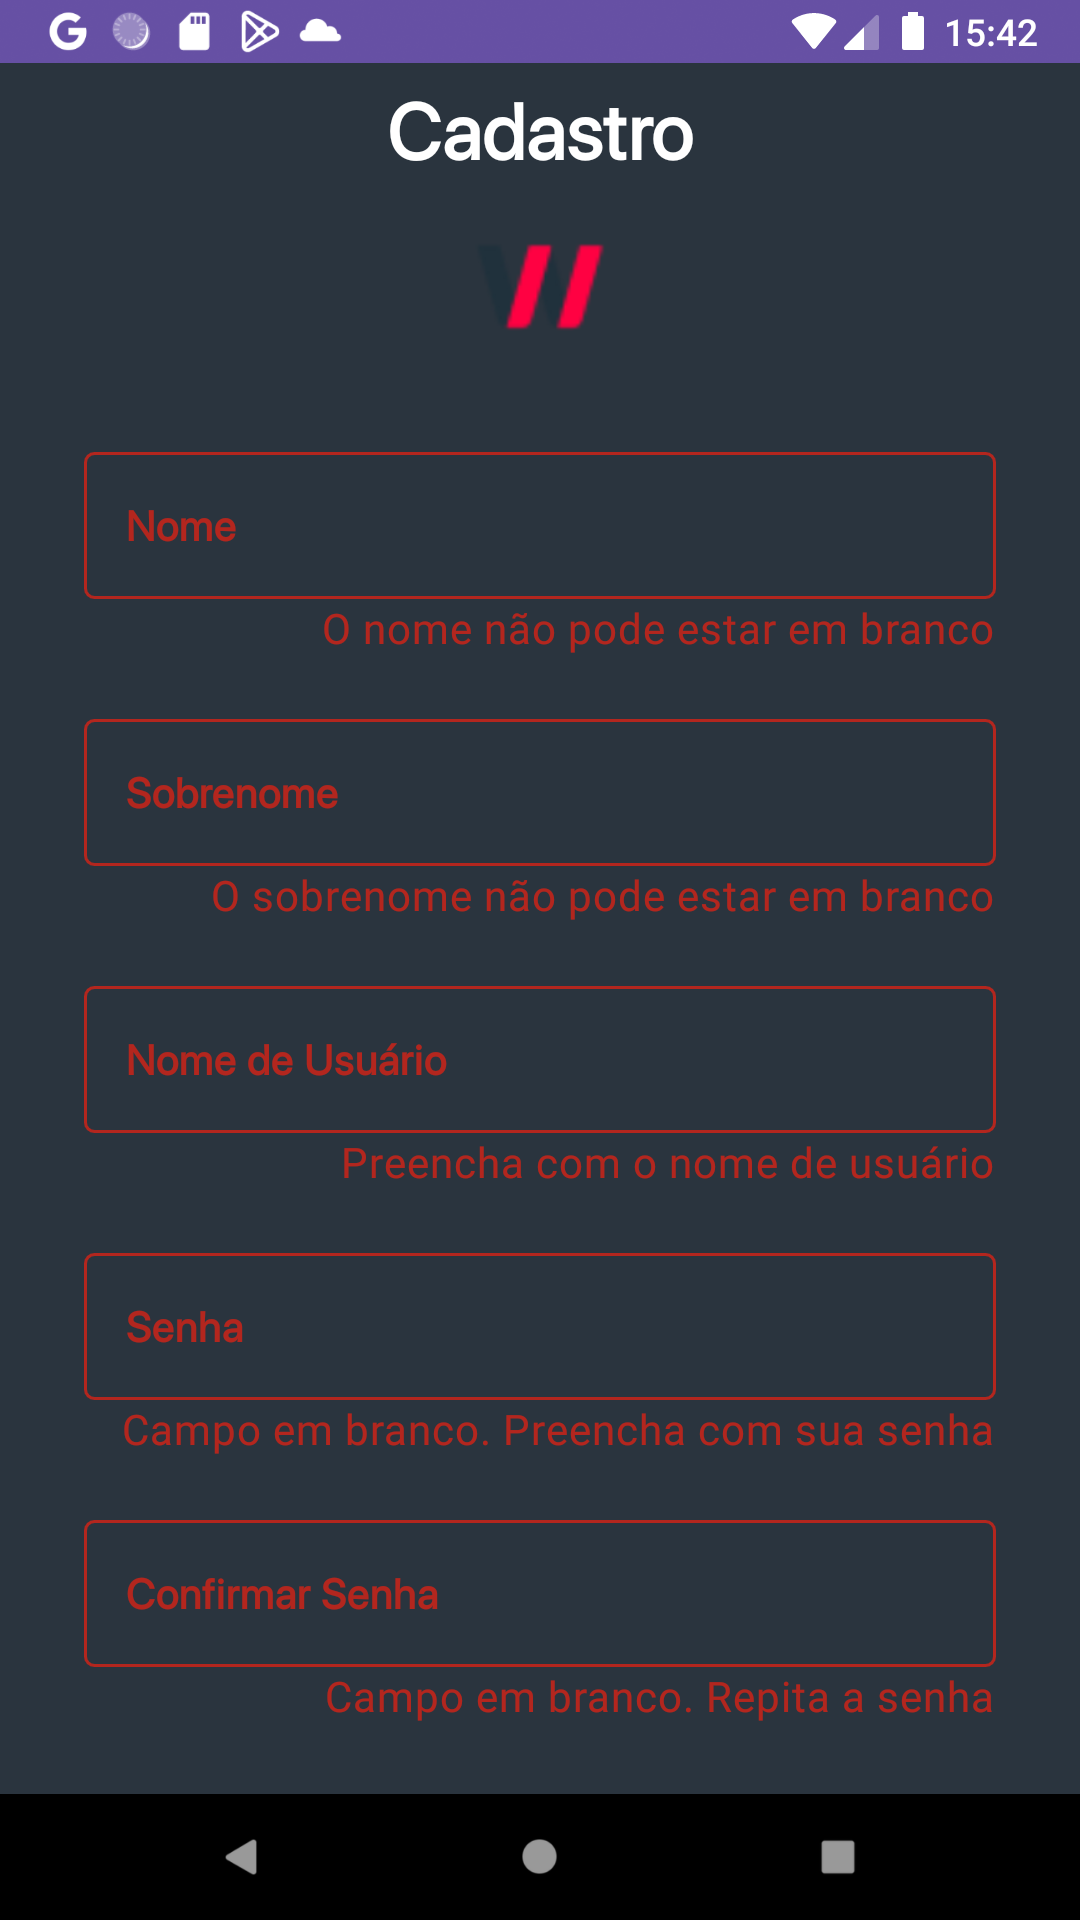 15:42
Cadastro
Nome
O nome não pode estar em branco
Sobrenome
O sobrenome não pode estar em branco
Nome de Usuário
Preencha com o nome de usuário
Senha
Campo em branco. Preencha com sua senha
Confirmar Senha
Campo em branco. Repita a senha